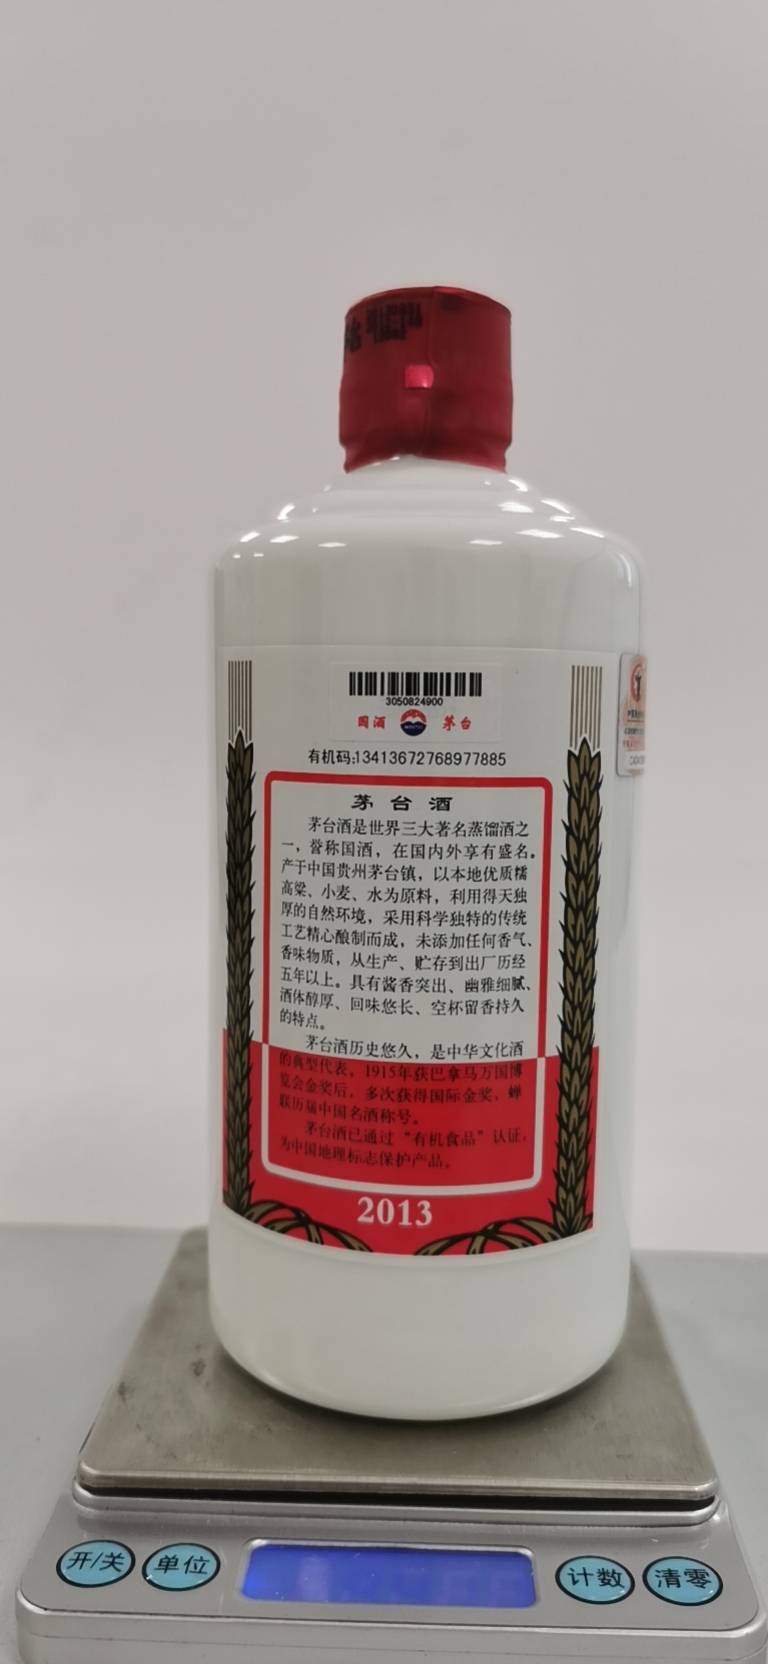 3050824900
国酒 茅台
有机码:13413672768977885
茅台酒
茅台酒是世界三大著名蒸馏酒之
一，誉称国酒，在国内外享有盛名。
产于中国贵州茅台镇，以本地优质糯
高粱、小麦、水为原料，利用得天独
厚的自然环境，采用科学独特的传统
工艺精心酿制而成，未添加任何香气、
香味物质，从生产、贮存到出厂历经
五年以上。具有酱香突出、幽雅细腻、
酒体醇厚、回味悠长、空杯留香持久
的特点。
茅台酒历史悠久，是中华文化酒
的典型代表，1915年获巴拿马万国博
览会金奖后，多次获得国际金奖，蝉
联历届中国名酒称号。
茅台酒已通过“有机食品”认证，
为中国地理标志保护产品。
2013
开/关 单位 计数 清零